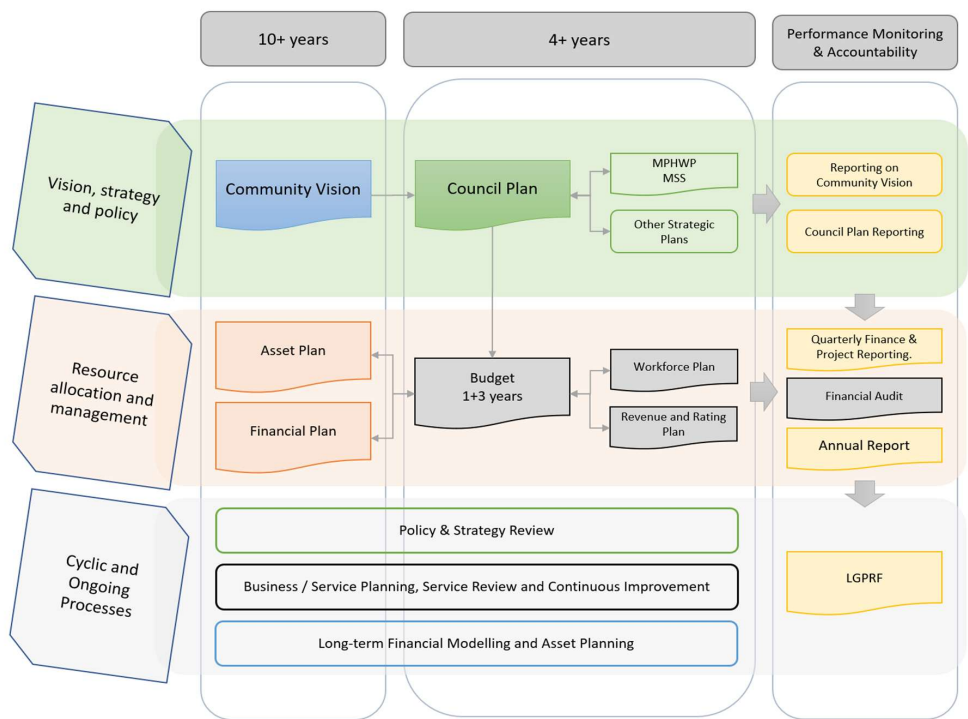 10+ years
4+ years
Performance Monitoring
& Accountability
Vision, strategy
and policy
Community Vision
Council Plan
MPHWP
MSS
Other Strategic
Plans
Reporting on
Community Vision
Council Plan Reporting
Resource
allocation and
management
Asset Plan
Financial Plan
Budget
1+3 years
Workforce Plan
Revenue and Rating
Plan
Quarterly Finance &
Project Reporting.
Financial Audit
Annual Report
Cyclic and
Ongoing
Processes
Policy & Strategy Review
Business / Service Planning, Service Review and Continuous Improvement
Long-term Financial Modelling and Asset Planning
LGPRF